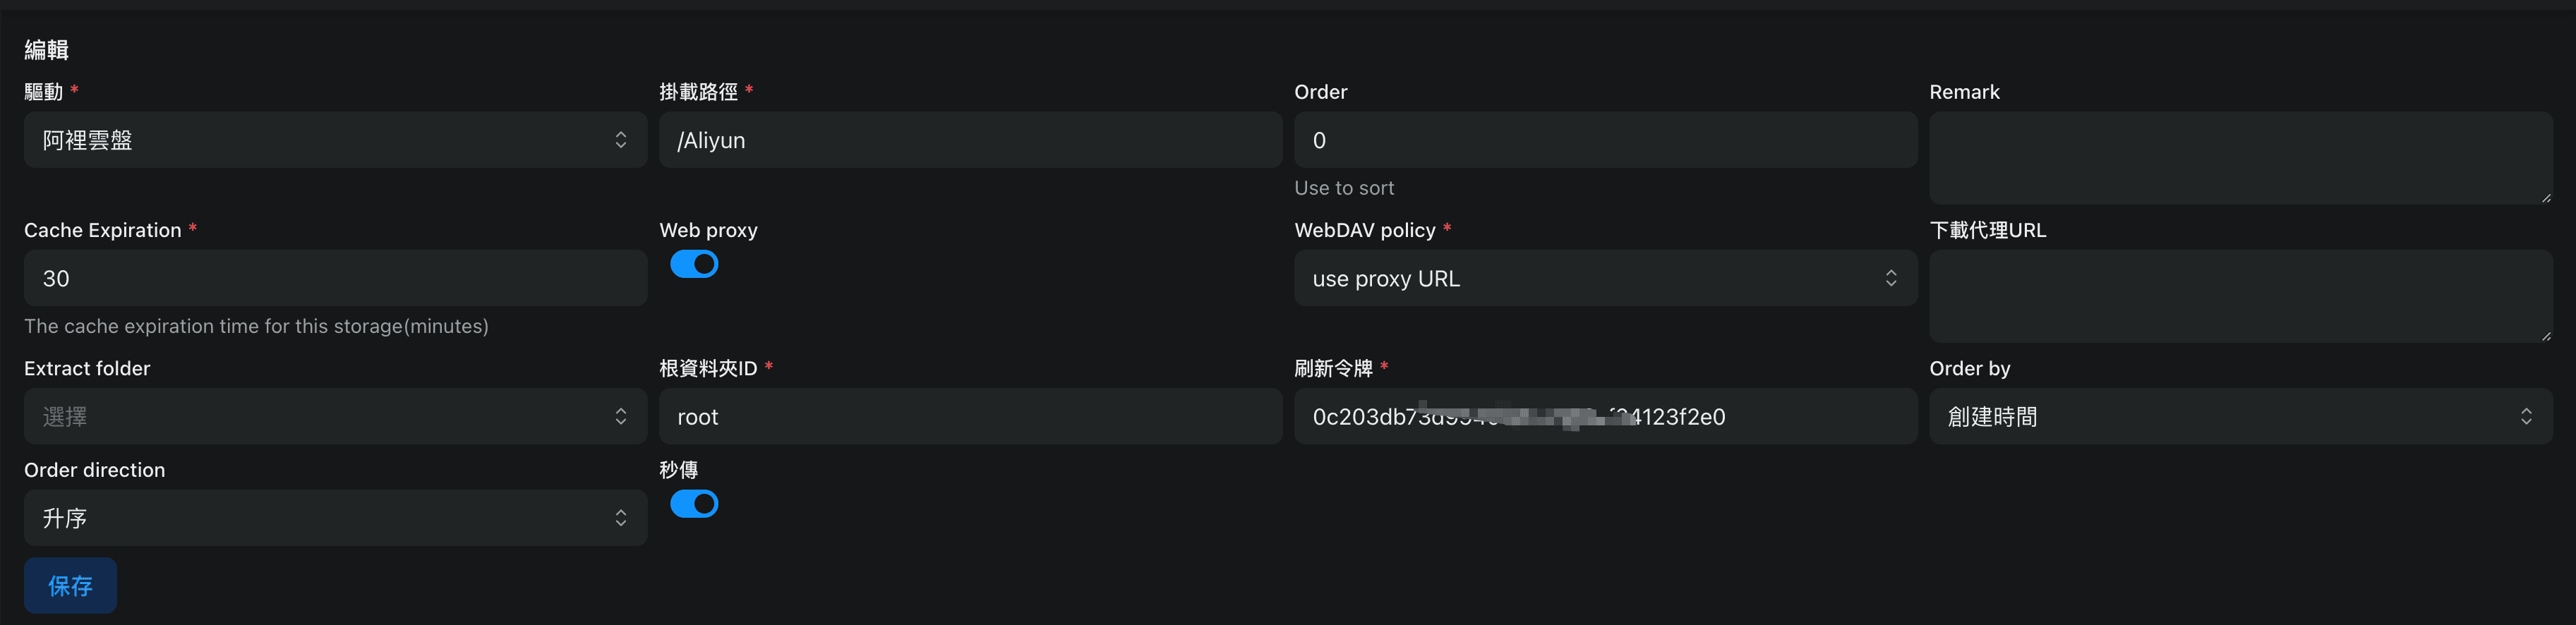 編輯
驅動 *
掛載路徑 *
Order
Remark
阿裡雲盤
/Aliyun
0
Use to sort
Cache Expiration *
Web proxy
WebDAV policy *
下載代理URL
30
use proxy URL
The cache expiration time for this storage(minutes)
Extract folder
根資料夾ID *
刷新令牌 *
Order by
選擇
root
創建時間
Order direction
秒傳
升序
保存